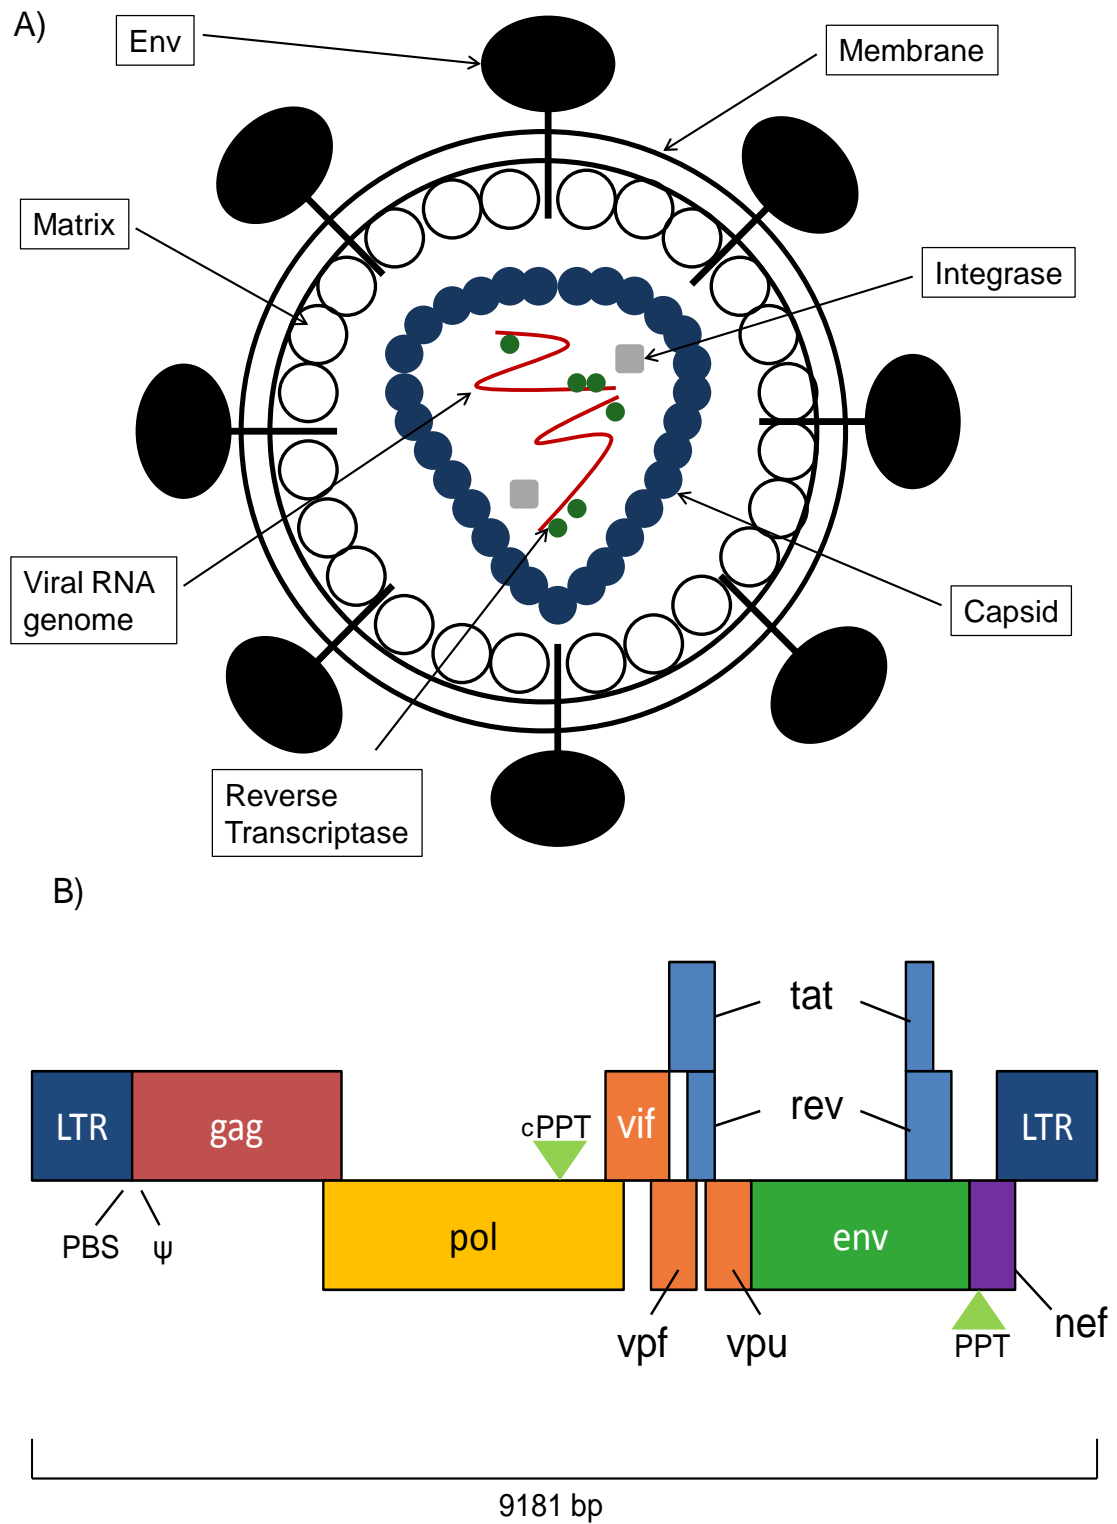 A)
Env
Membrane
Matrix
Integrase
Viral RNA
genome
Capsid
Reverse
Transcriptase
B)
tat
LTR
gag
cPPT
vif
rev
LTR
PBS
ψ
pol
env
vpf
vpu
PPT
nef
9181 bp